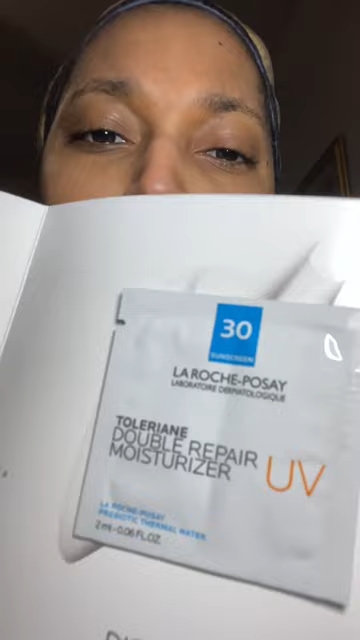 30
SUNSCREEN
LA ROCHE-POSAY
LABORATOIRE DERMATOLOGIQUE
TOLERIANE
DOUBLE REPAIR
MOISTURIZER UV
LA ROCHE-POSAY
PREBIOTIC THERMAL WATER
2 ml-0.06 FL.OZ.